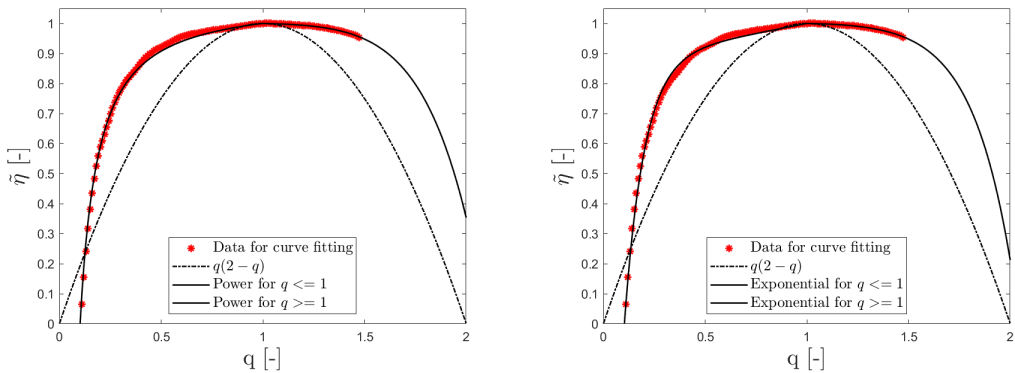 1
0.9
0.8
0.7
0.6
0.5
0.4
0.3
0.2
0.1
0
η̃ [-]
Data for curve fitting
q(2 − q)
Power for q <= 1
Power for q >= 1
0 0.5 1 1.5 2
q [-]
1
0.9
0.8
0.7
0.6
0.5
0.4
0.3
0.2
0.1
0
η̃ [-]
Data for curve fitting
q(2 − q)
Exponential for q <= 1
Exponential for q >= 1
0 0.5 1 1.5 2
q [-]